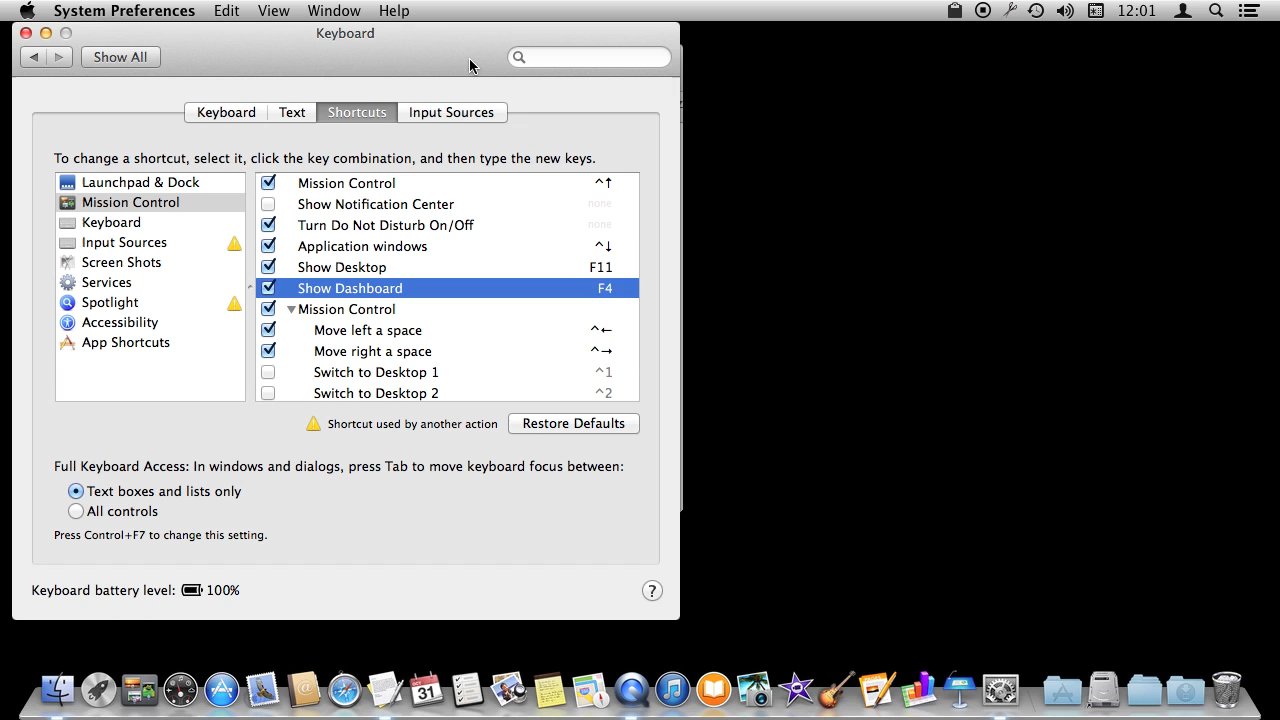 System Preferences Edit View Window Help 12:01
Keyboard
Show All
Keyboard Text Shortcuts Input Sources
To change a shortcut, select it, click the key combination, and then type the new keys.
Launchpad & Dock
Mission Control
Keyboard
Input Sources
Screen Shots
Services
Spotlight
Accessibility
App Shortcuts
Mission Control ^↑
Show Notification Center none
Turn Do Not Disturb On/Off none
Application windows ^↓
Show Desktop F11
Show Dashboard F4
Mission Control
Move left a space ^←
Move right a space ^→
Switch to Desktop 1 ^1
Switch to Desktop 2 ^2
Shortcut used by another action Restore Defaults
Full Keyboard Access: In windows and dialogs, press Tab to move keyboard focus between:
Text boxes and lists only
All controls
Press Control+F7 to change this setting.
Keyboard battery level: 100% ?
31